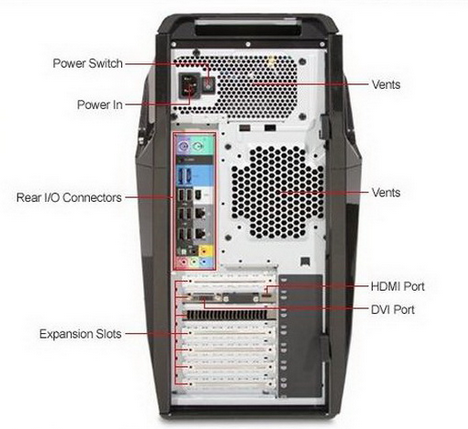 Power Switch
Power In
Vents
Rear I/O Connectors
Vents
HDMI Port
DVI Port
Expansion Slots